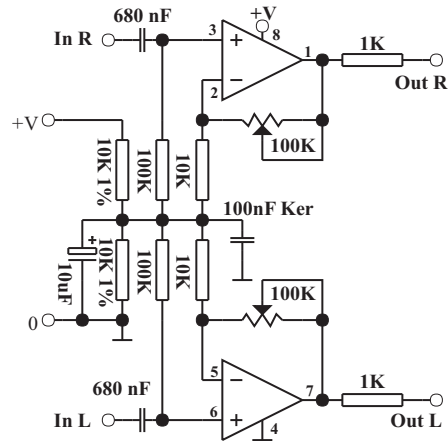 680 nF
+V
In R
3
8
1
1K
2
Out R
+V
100K
10K 1%
100K
10K
100nF Ker
10uF
10K 1%
100K
10K
100K
0
680 nF
5
7
1K
In L
6
4
Out L